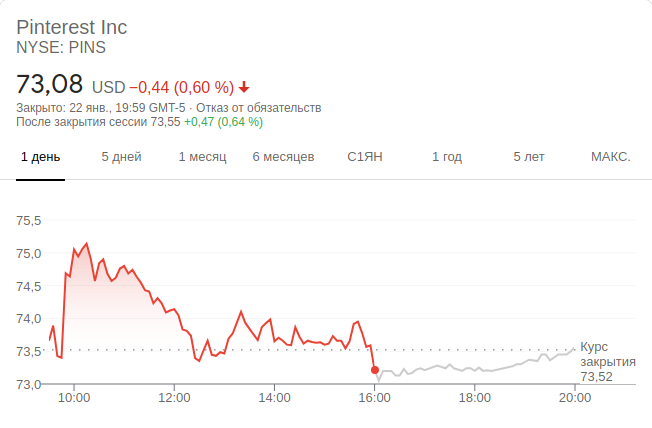 Pinterest Inc
NYSE: PINS
73,08 USD −0,44 (0,60 %)
Закрыто: 22 янв., 19:59 GMT-5 · Отказ от обязательств
После закрытия сессии 73,55 +0,47 (0,64 %)
1 день 5 дней 1 месяц 6 месяцев С1ЯН 1 год 5 лет МАКС.
75,5
75,0
74,5
74,0
73,5
73,0
Курс
закрытия
73,52
10:00 12:00 14:00 16:00 18:00 20:00